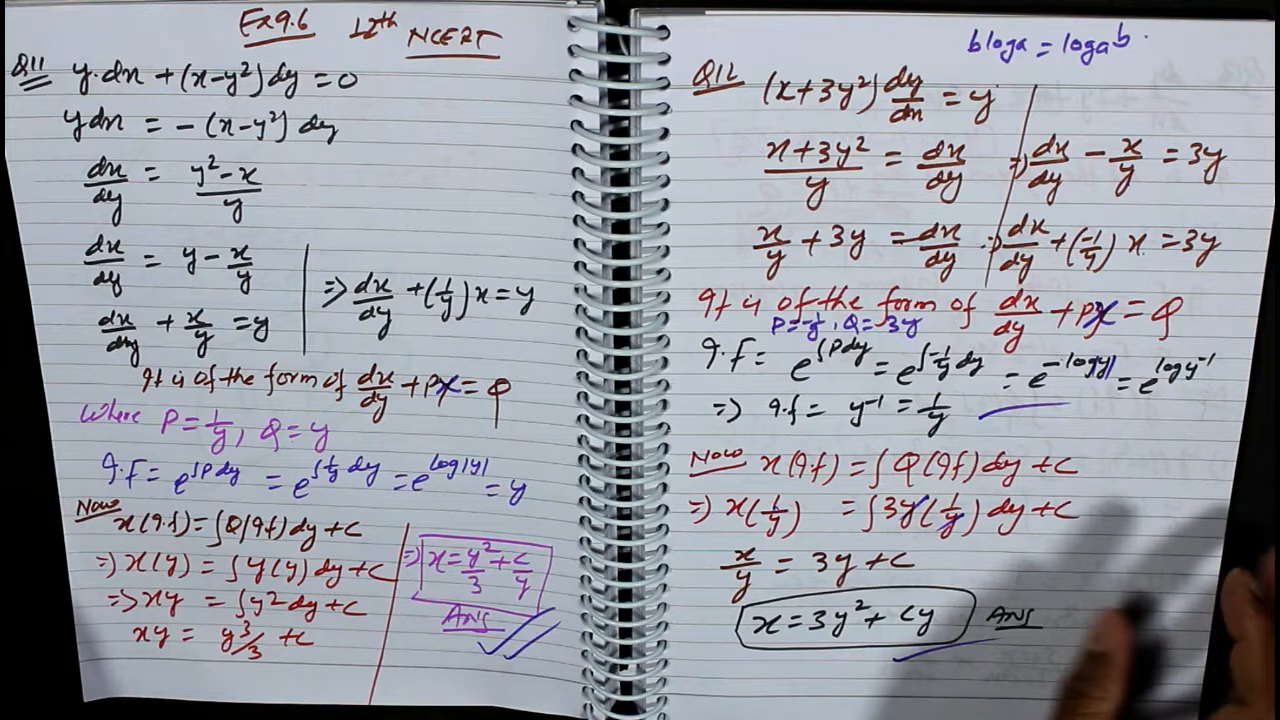 Ex 9.6 12th NCERT
Q11 y.dx + (x-y²)dy = 0
ydx = -(x-y²) dy
dx/dy = (y²-x)/y
dx/dy = y - x/y
dx/dy + x/y = y
⇒ dx/dy + (1/y)x = y
It is of the form of dx/dy + Px = Q
Where P = 1/y, Q = y
I.F = e^∫Pdy = e^∫1/y dy = e^log|y| = y
Now
x(I.f) = ∫Q(If)dy + c
⇒ x(y) = ∫y(y)dy + c
⇒ xy = ∫y²dy + c
xy = y³/3 + c
⇒ x = y²/3 + c/y
Ans
b log a = log a^b
Q12 (x+3y²) dy/dx = y
(x+3y²)/y = dx/dy ⇒ dx/dy - x/y = 3y
x/y + 3y = dx/dy ⇒ dx/dy + (-1/y) x = 3y
It is of the form of dx/dy + Px = Q
P = -1/y, Q = 3y
I.F = e^∫Pdy = e^∫-1/y dy = e^-log|y| = e^log y⁻¹
⇒ I.f = y⁻¹ = 1/y
Now x(If) = ∫Q(If)dy + c
⇒ x(1/y) = ∫3y(1/y)dy + c
x/y = 3y + c
x = 3y² + cy Ans